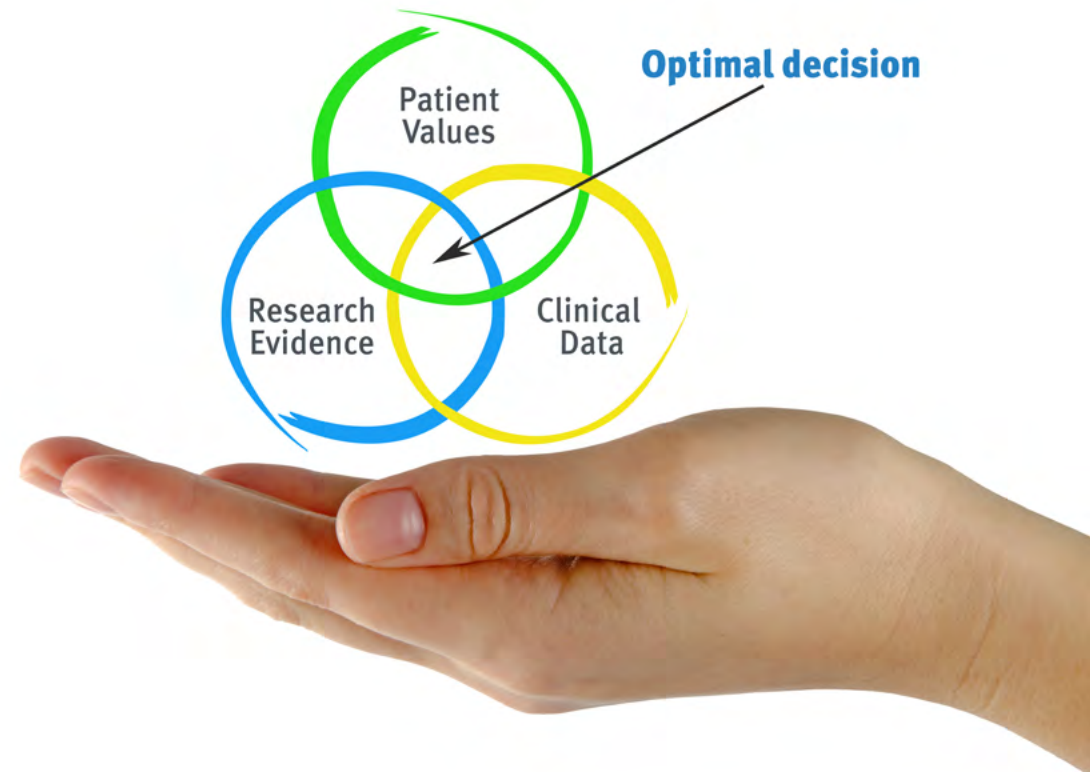 Patient
Values
Optimal decision
Research
Evidence
Clinical
Data